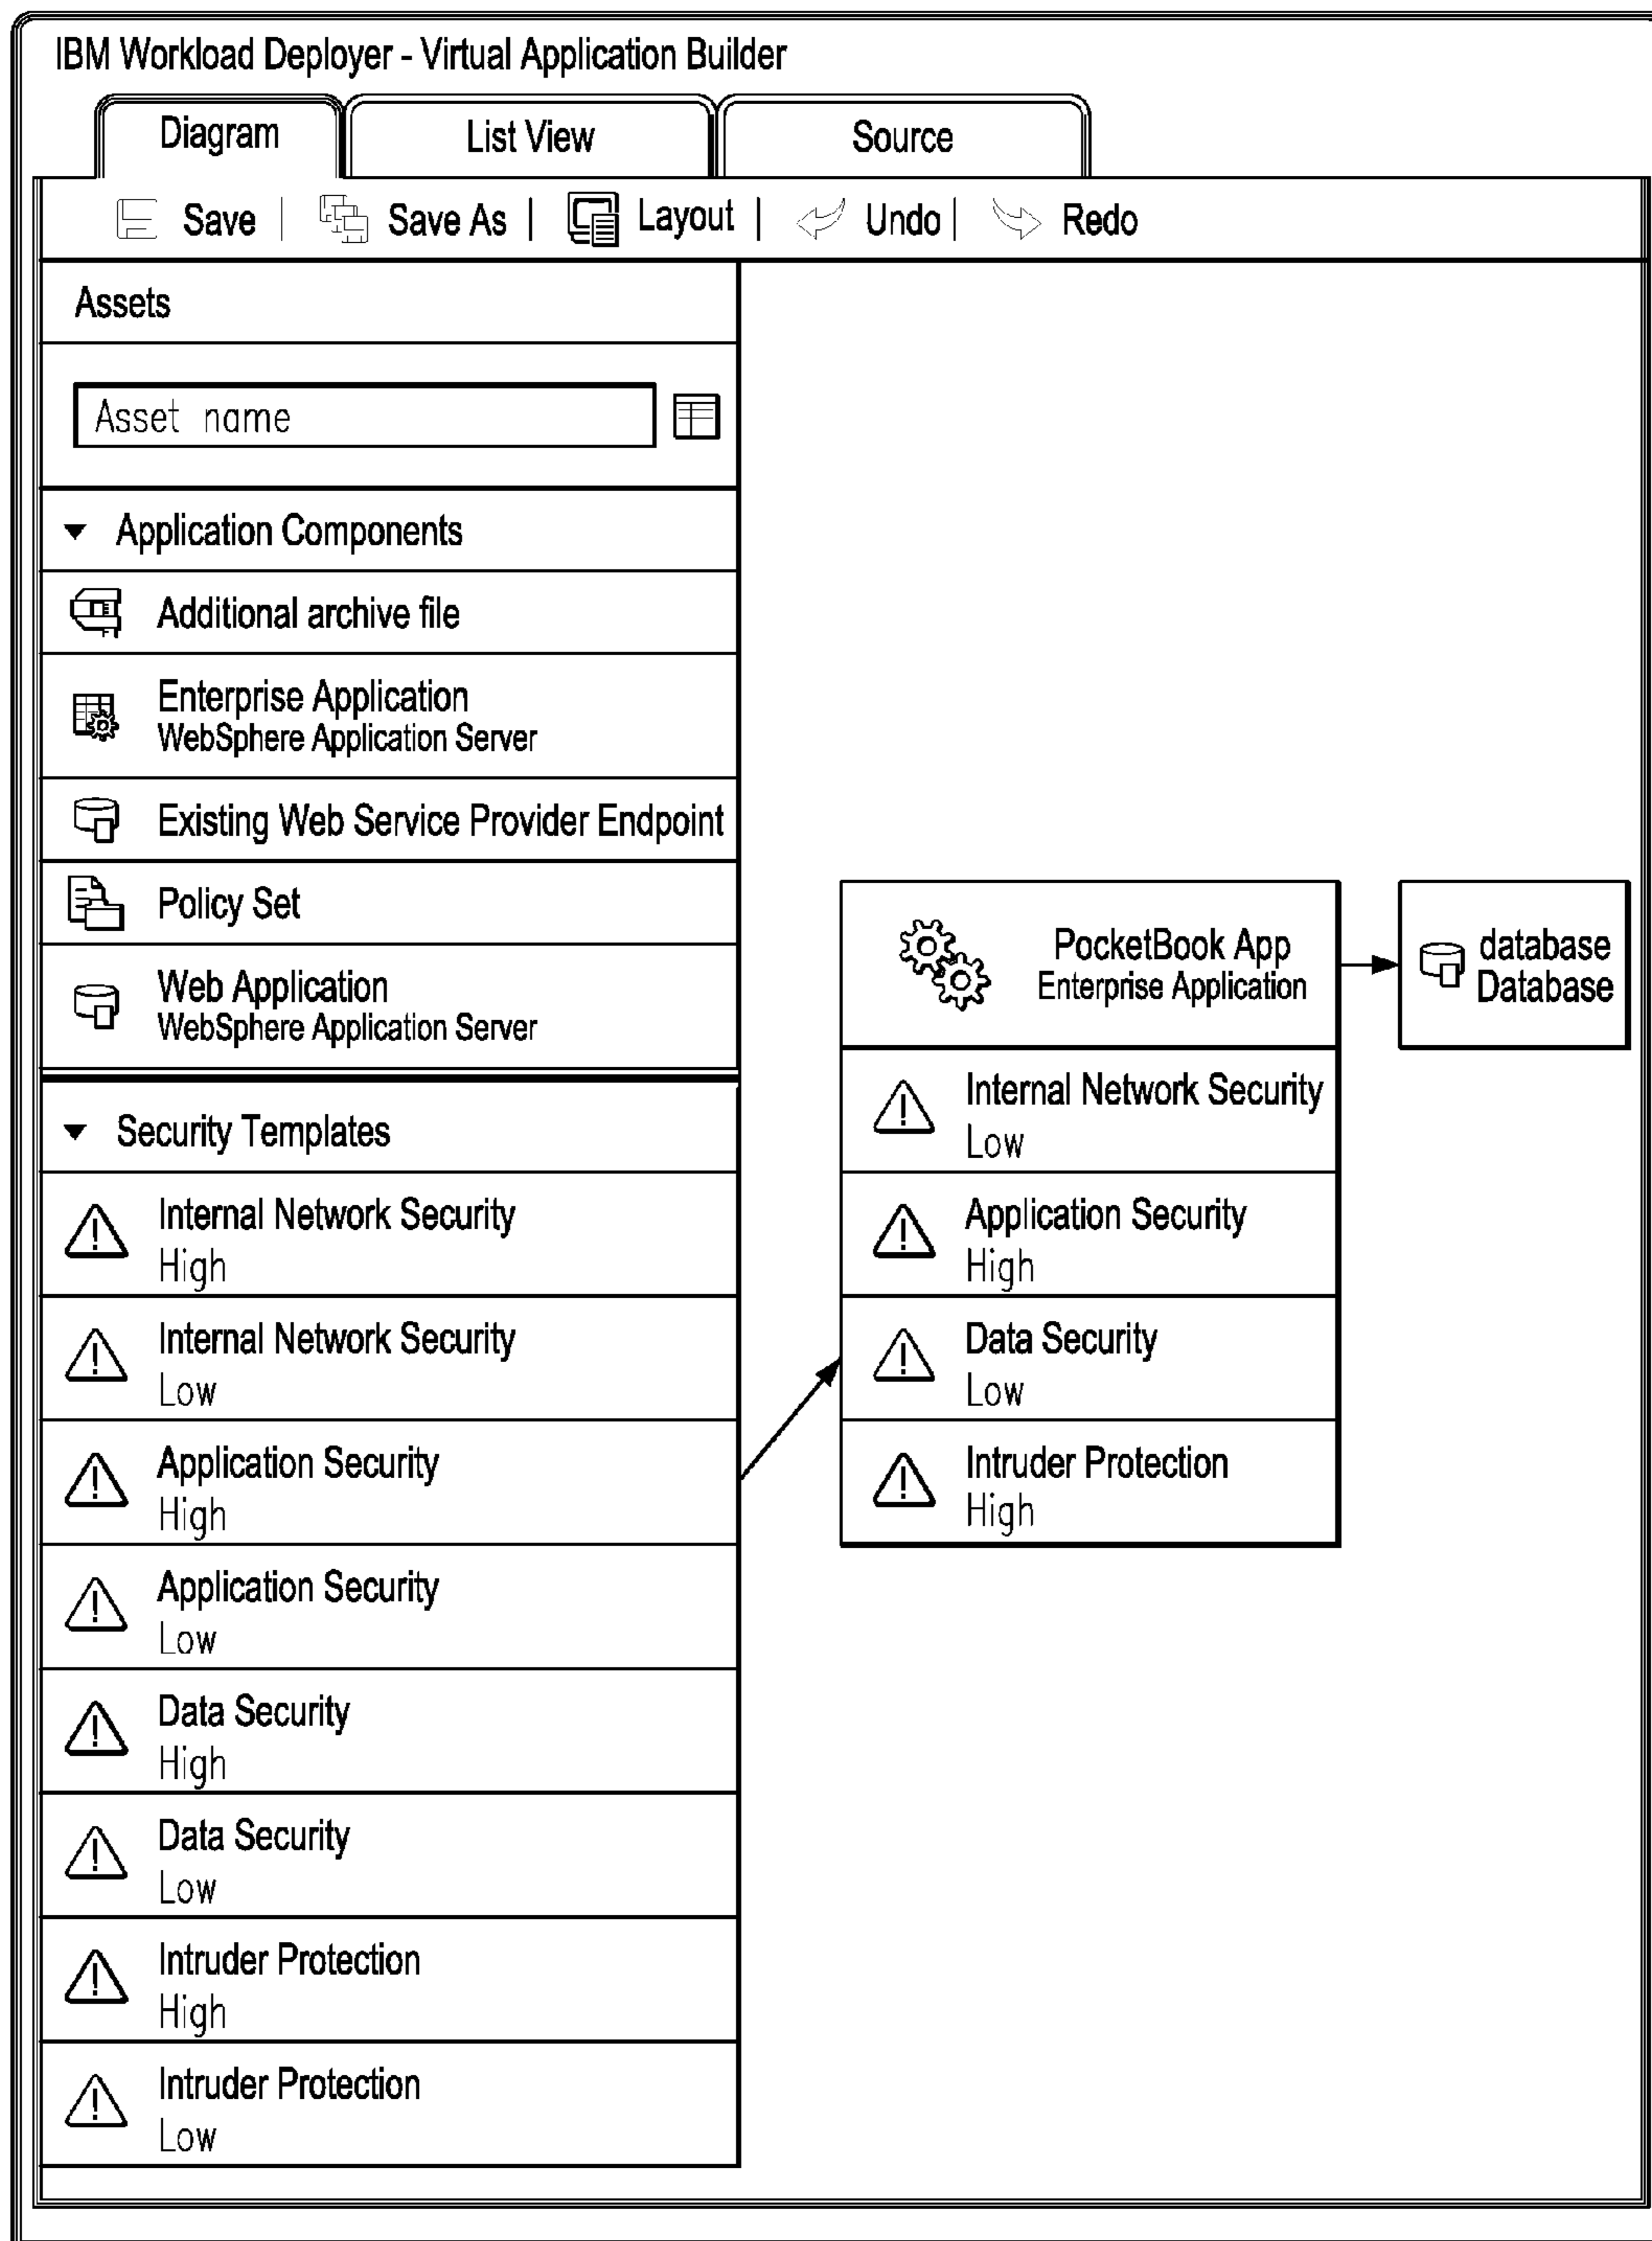 IBM Workload Deployer - Virtual Application Builder
Diagram
List View
Source
Save | Save As | Layout | Undo | Redo
Assets
Asset name
Application Components
Additional archive file
Enterprise Application
WebSphere Application Server
Existing Web Service Provider Endpoint
Policy Set
Web Application
WebSphere Application Server
Security Templates
Internal Network Security
High
Internal Network Security
Low
Application Security
High
Application Security
Low
Data Security
High
Data Security
Low
Intruder Protection
High
Intruder Protection
Low
PocketBook App
Enterprise Application
Internal Network Security
Low
Application Security
High
Data Security
Low
Intruder Protection
High
database
Database